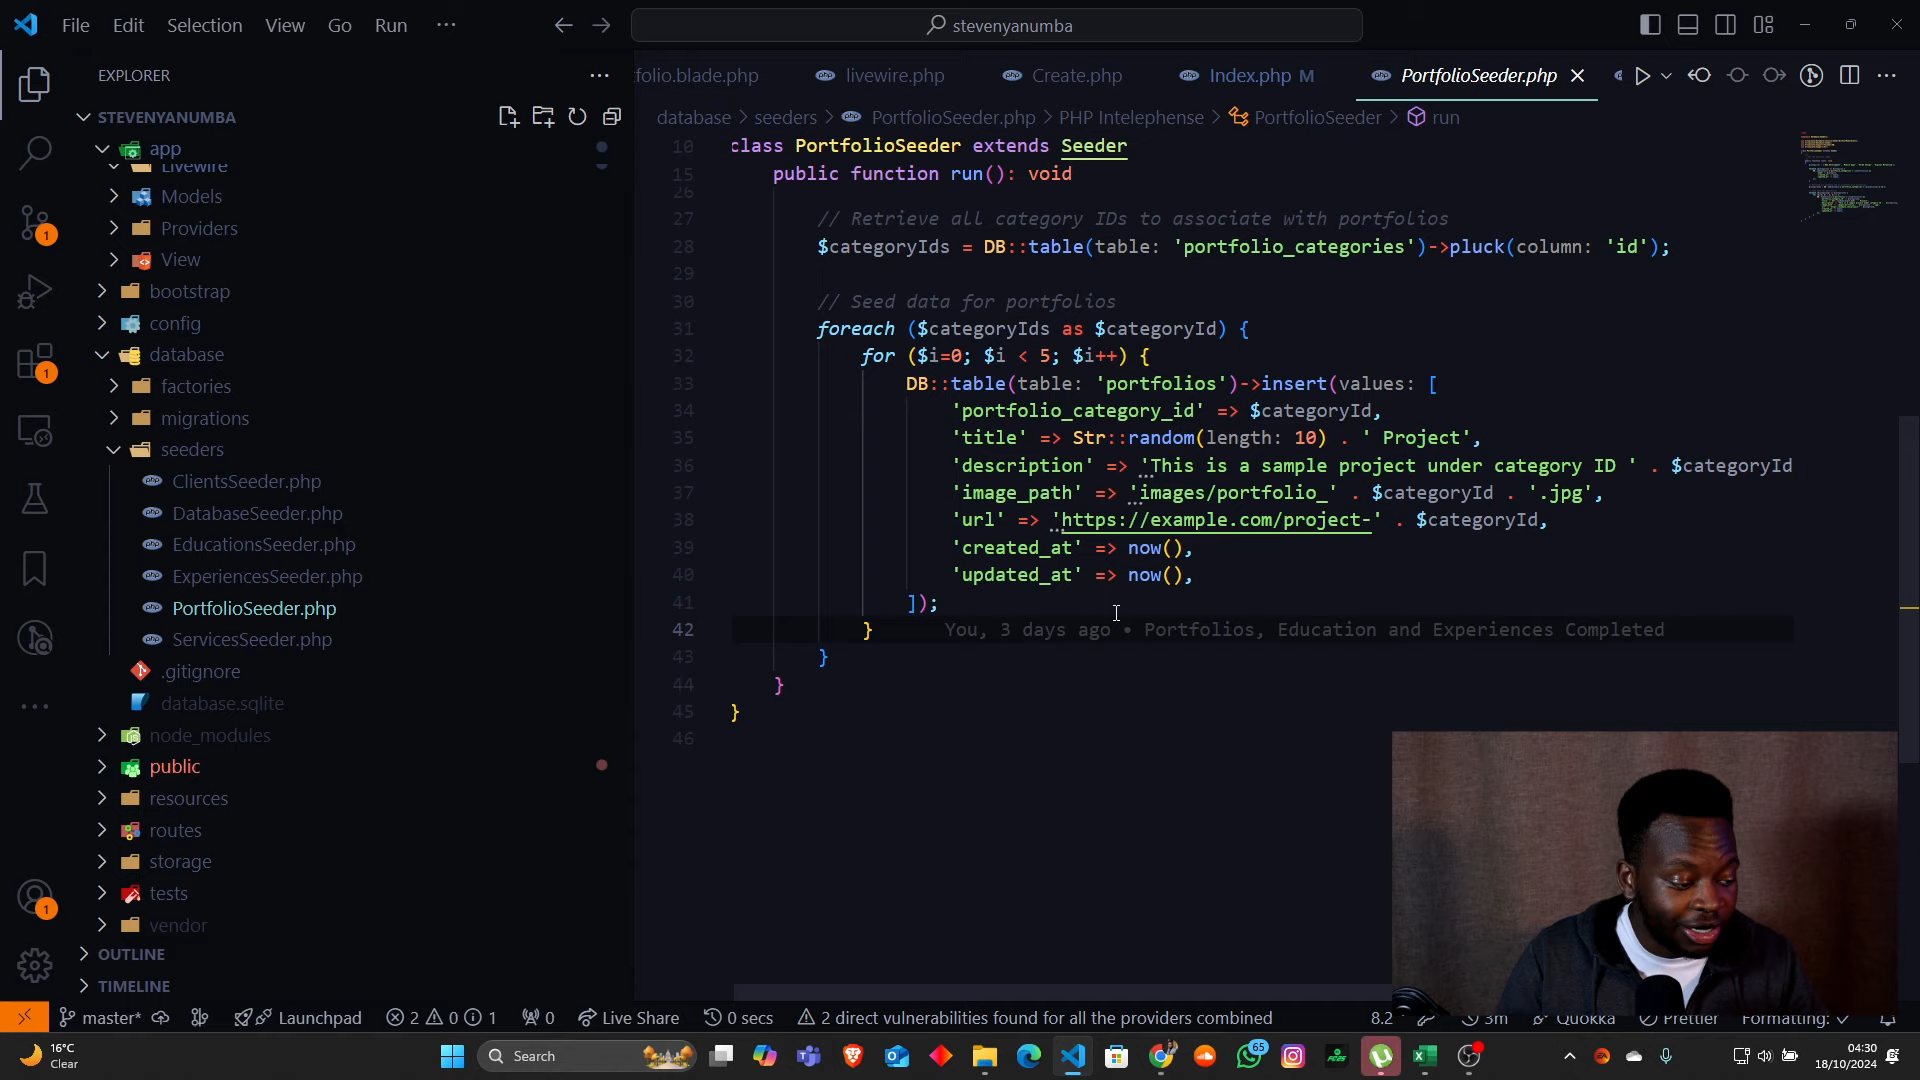 File Edit Selection View Go Run ···
stevenyanumba
EXPLORER
folio.blade.php livewire.php Create.php Index.php M PortfolioSeeder.php
database > seeders > PortfolioSeeder.php > PHP Intelephense > PortfolioSeeder > run
STEVENYANUMBA
app
Livewire
Models
Providers
View
bootstrap
config
database
factories
migrations
seeders
ClientsSeeder.php
DatabaseSeeder.php
EducationsSeeder.php
ExperiencesSeeder.php
PortfolioSeeder.php
ServicesSeeder.php
.gitignore
database.sqlite
node_modules
public
resources
routes
storage
tests
vendor
OUTLINE
TIMELINE
10 class PortfolioSeeder extends Seeder
15 public function run(): void
26
27 // Retrieve all category IDs to associate with portfolios
28 $categoryIds = DB::table(table: 'portfolio_categories')->pluck(column: 'id');
29
30 // Seed data for portfolios
31 foreach ($categoryIds as $categoryId) {
32 for ($i=0; $i < 5; $i++) {
33 DB::table(table: 'portfolios')->insert(values: [
34 'portfolio_category_id' => $categoryId,
35 'title' => Str::random(length: 10) . ' Project',
36 'description' => 'This is a sample project under category ID ' . $categoryId
37 'image_path' => 'images/portfolio_' . $categoryId . '.jpg',
38 'url' => 'https://example.com/project-' . $categoryId,
39 'created_at' => now(),
40 'updated_at' => now(),
41 ]);
42 } You, 3 days ago • Portfolios, Education and Experiences Completed
43 }
44 }
45 }
46
1
1
1
master* Launchpad 2 0 1 0 Live Share 0 secs 2 direct vulnerabilities found for all the providers combined 8.2 3m Quokka Prettier Formatting:
16°C
Clear
Search
65
04:30
18/10/2024